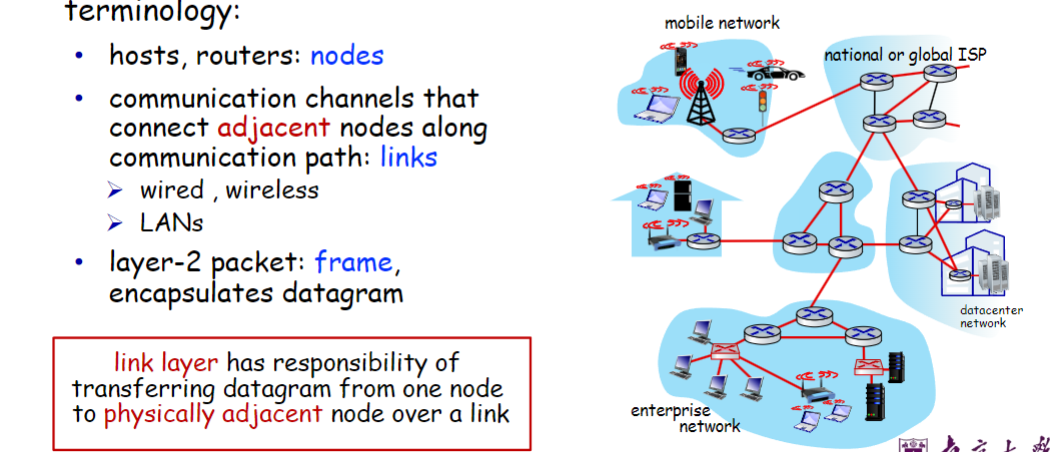 terminology:
• hosts, routers: nodes
• communication channels that
connect adjacent nodes along
communication path: links
➢ wired , wireless
➢ LANs
• layer-2 packet: frame,
encapsulates datagram
link layer has responsibility of
transferring datagram from one node
to physically adjacent node over a link
mobile network
national or global ISP
datacenter
network
enterprise
network